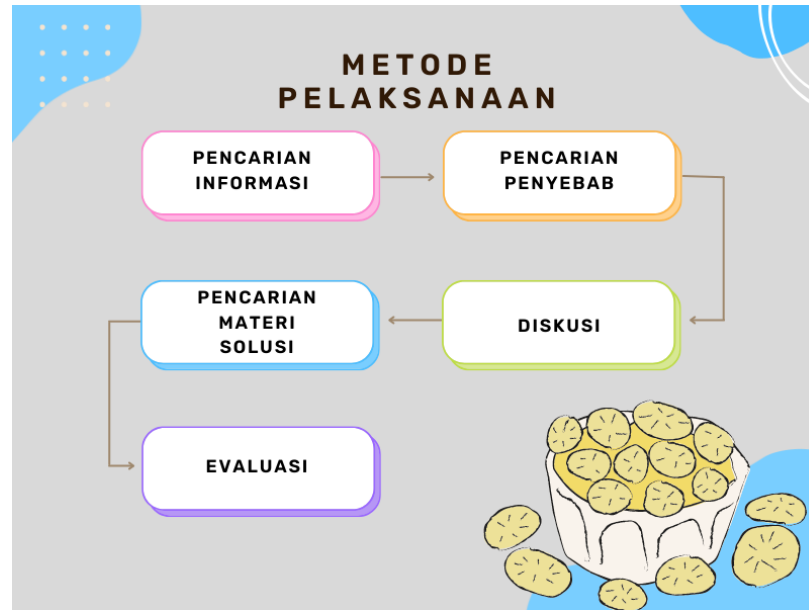 METODE
PELAKSANAAN
PENCARIAN
INFORMASI
PENCARIAN
PENYEBAB
DISKUSI
PENCARIAN
MATERI
SOLUSI
EVALUASI